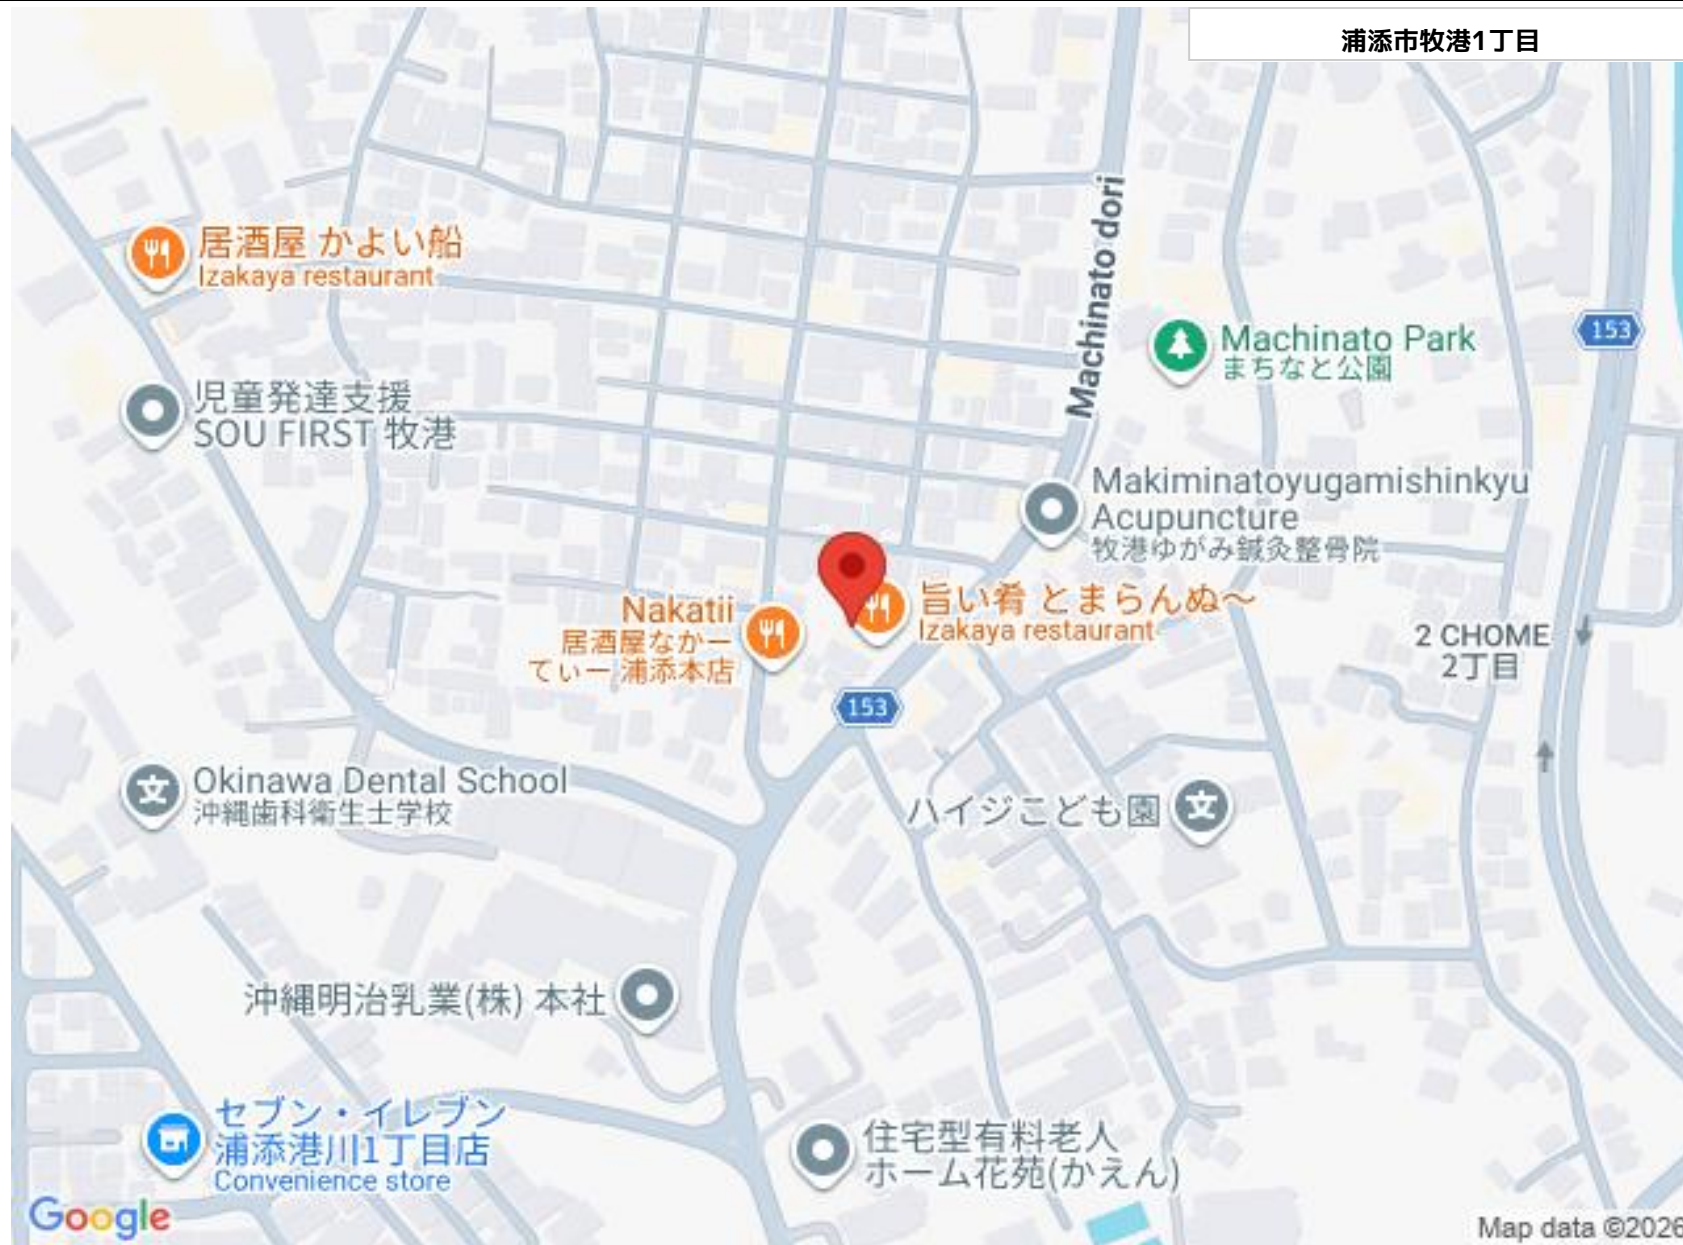 浦添市牧港1丁目
居酒屋 かよい船
Izakaya restaurant
Machinato dori
Machinato Park
まちなと公園
153
児童発達支援
SOU FIRST 牧港
Makiminatoyugamishinkyu
Acupuncture
牧港ゆがみ鍼灸整骨院
Nakatii
居酒屋なかー
てぃー 浦添本店
旨い肴 とまらんぬ～
Izakaya restaurant
2 CHOME
2丁目
153
Okinawa Dental School
沖縄歯科衛生士学校
ハイジこども園
沖縄明治乳業(株) 本社
セブン・イレブン
浦添港川1丁目店
Convenience store
住宅型有料老人
ホーム花苑(かえん)
Google
Map data ©2026